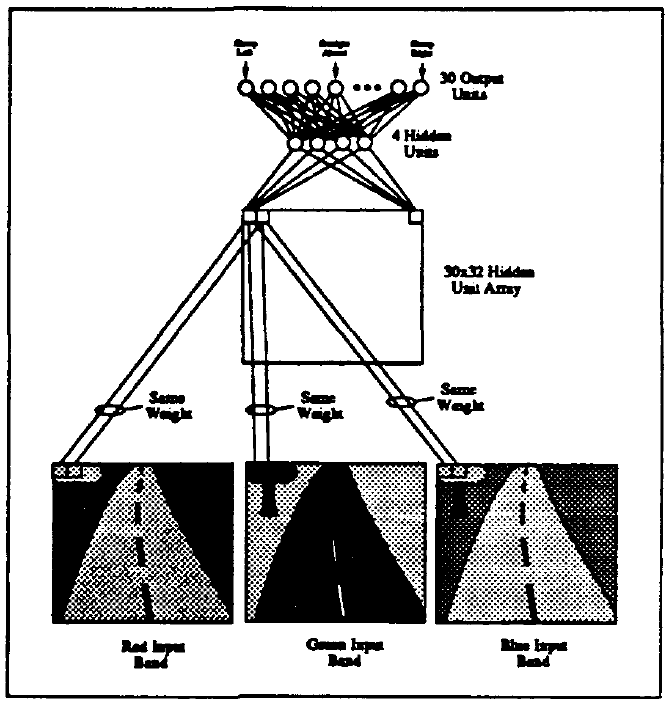 Sharp
Left
Straight
Ahead
Sharp
Right
30 Output
Units
4 Hidden
Units
30x32 Hidden
Unit Array
Same
Weight
Same
Weight
Same
Weight
Red Input
Band
Green Input
Band
Blue Input
Band